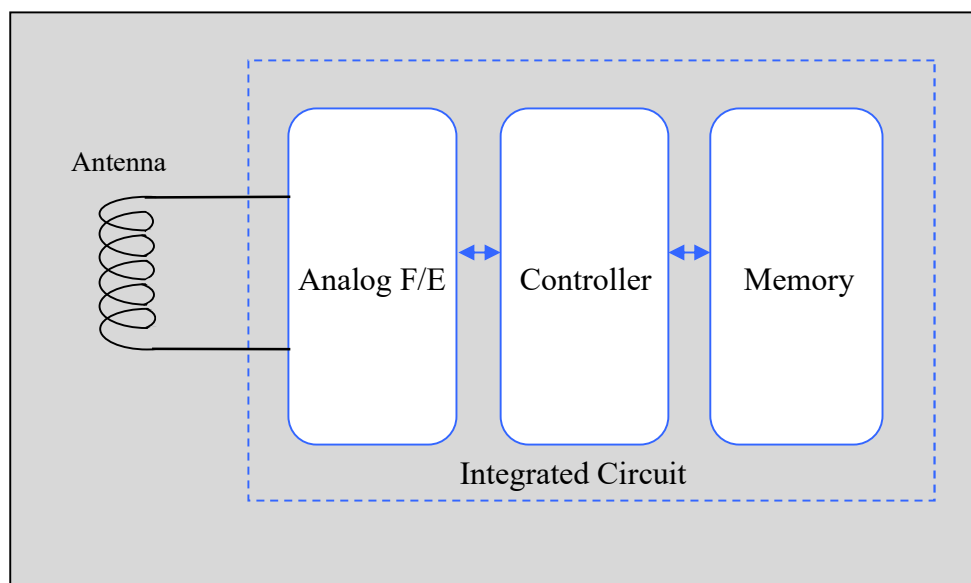 Antenna
Analog F/E
Controller
Memory
Integrated Circuit